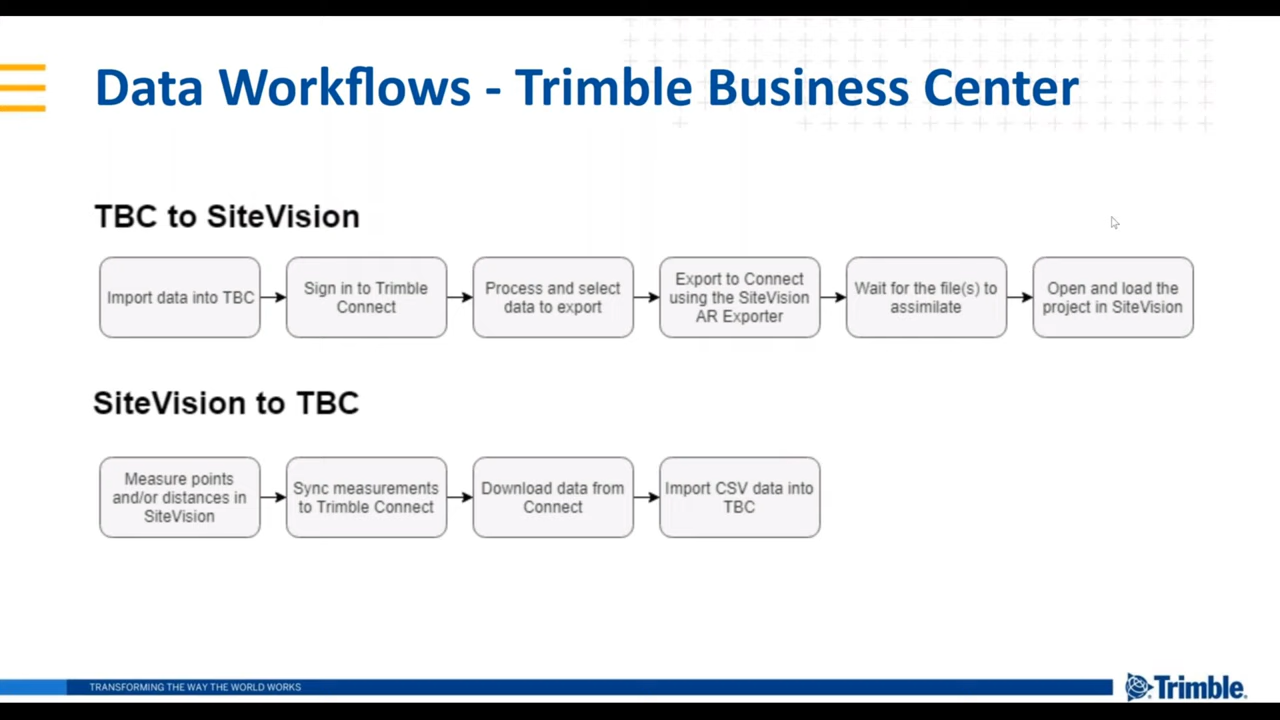 Data Workflows - Trimble Business Center
TBC to SiteVision
Import data into TBC
Sign in to Trimble
Connect
Process and select
data to export
Export to Connect
using the SiteVision
AR Exporter
Wait for the file(s) to
assimilate
Open and load the
project in SiteVision
SiteVision to TBC
Measure points
and/or distances in
SiteVision
Sync measurements
to Trimble Connect
Download data from
Connect
Import CSV data into
TBC
TRANSFORMING THE WAY THE WORLD WORKS
Trimble.